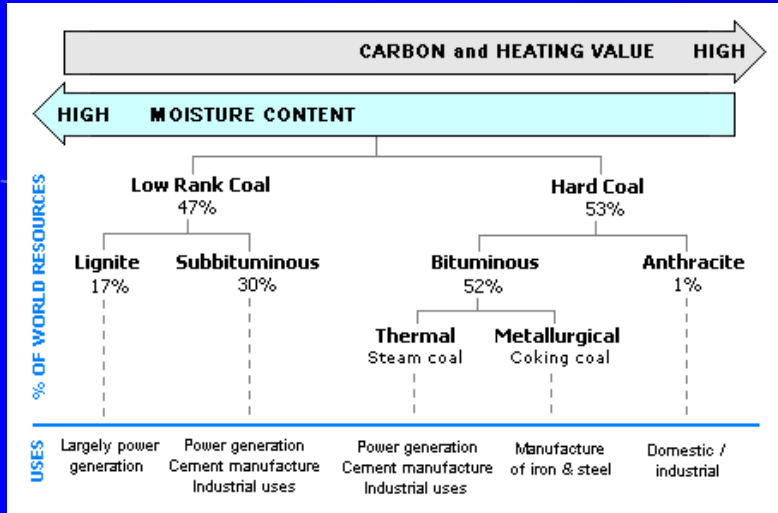 CARBON and HEATING VALUE HIGH
HIGH MOISTURE CONTENT
% OF WORLD RESOURCES
Low Rank Coal
47%
Hard Coal
53%
Lignite
17%
Subbituminous
30%
Bituminous
52%
Anthracite
1%
Thermal
Steam coal
Metallurgical
Coking coal
USES
Largely power
generation
Power generation
Cement manufacture
Industrial uses
Power generation
Cement manufacture
Industrial uses
Manufacture
of iron & steel
Domestic /
industrial